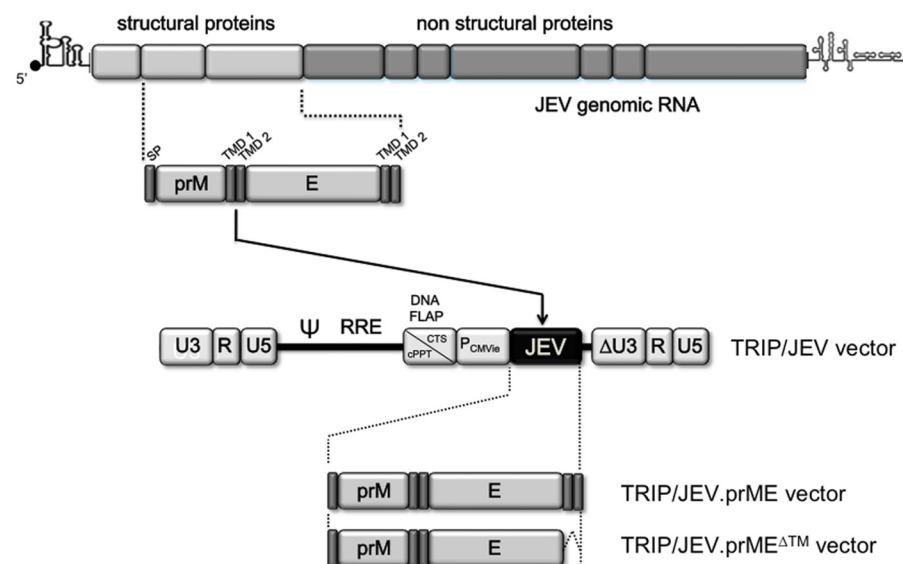 structural proteins
non structural proteins
5'
JEV genomic RNA
SP
TMD 1
TMD 2
TMD 1
TMD 2
prM
E
DNA
FLAP
Ψ
RRE
U3
R
U5
cPPT
CTS
PCMVie
JEV
ΔU3
R
U5
TRIP/JEV vector
prM
E
TRIP/JEV.prME vector
prM
E
TRIP/JEV.prMEΔTM vector